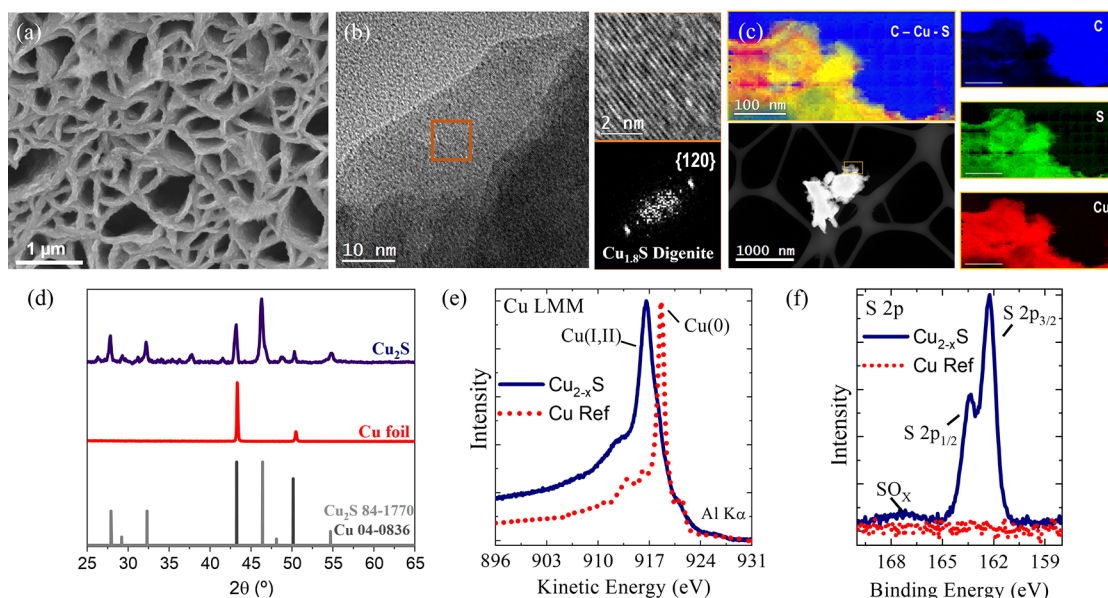 (a)
1 µm
(b)
10 nm
2 nm
{120}
Cu1.8S Digenite
(c)
C – Cu - S
100 nm
1000 nm
C
S
Cu
(d)
Cu2S
Cu foil
Cu2S 84-1770
Cu 04-0836
25 30 35 40 45 50 55 60 65
2θ (º)
(e)
Cu LMM
Cu(I,II)
Cu(0)
Cu2-xS
Cu Ref
Al Kα
Intensity
896 903 910 917 924 931
Kinetic Energy (eV)
(f)
S 2p
S 2p3/2
Cu2-xS
Cu Ref
S 2p1/2
SOX
Intensity
168 165 162 159
Binding Energy (eV)